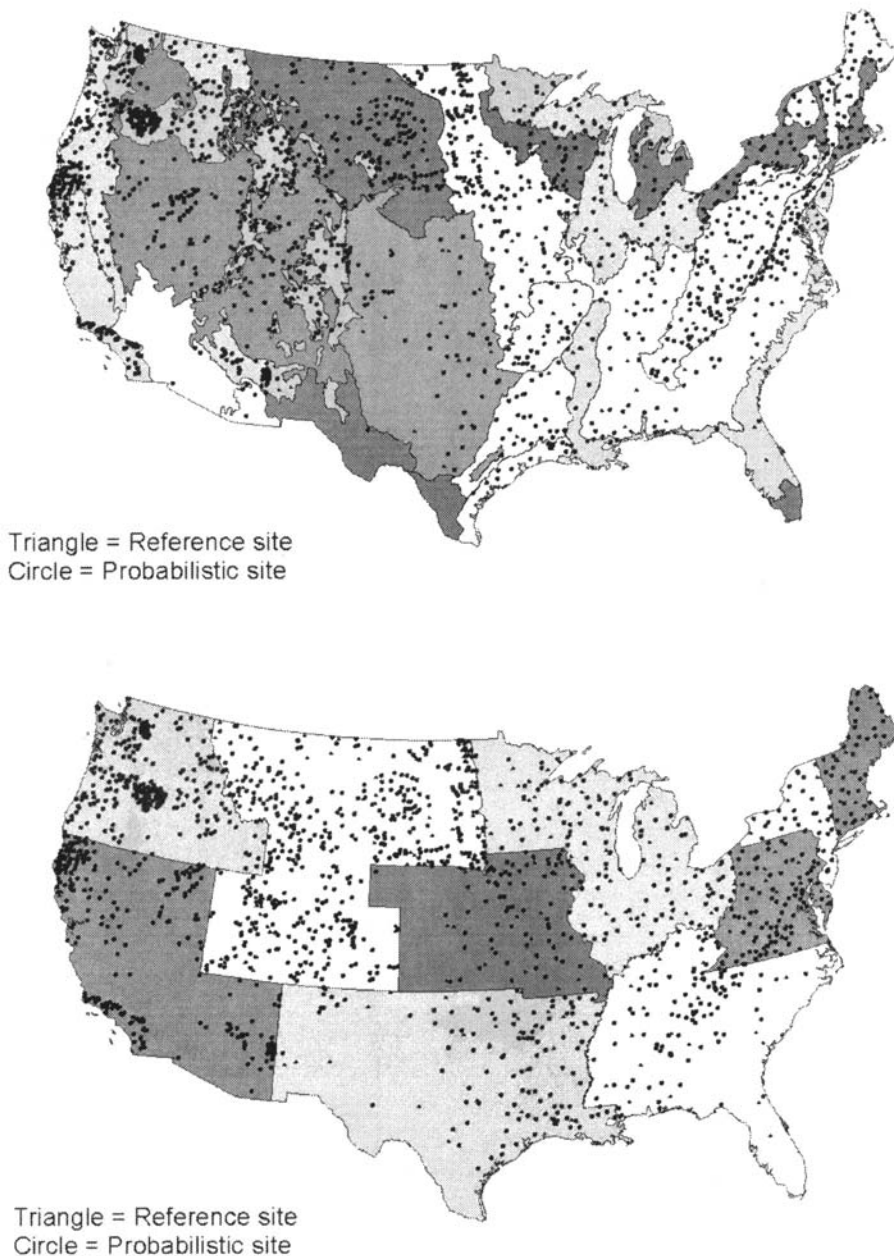 Triangle = Reference site
Circle = Probabilistic site
Triangle = Reference site
Circle = Probabilistic site